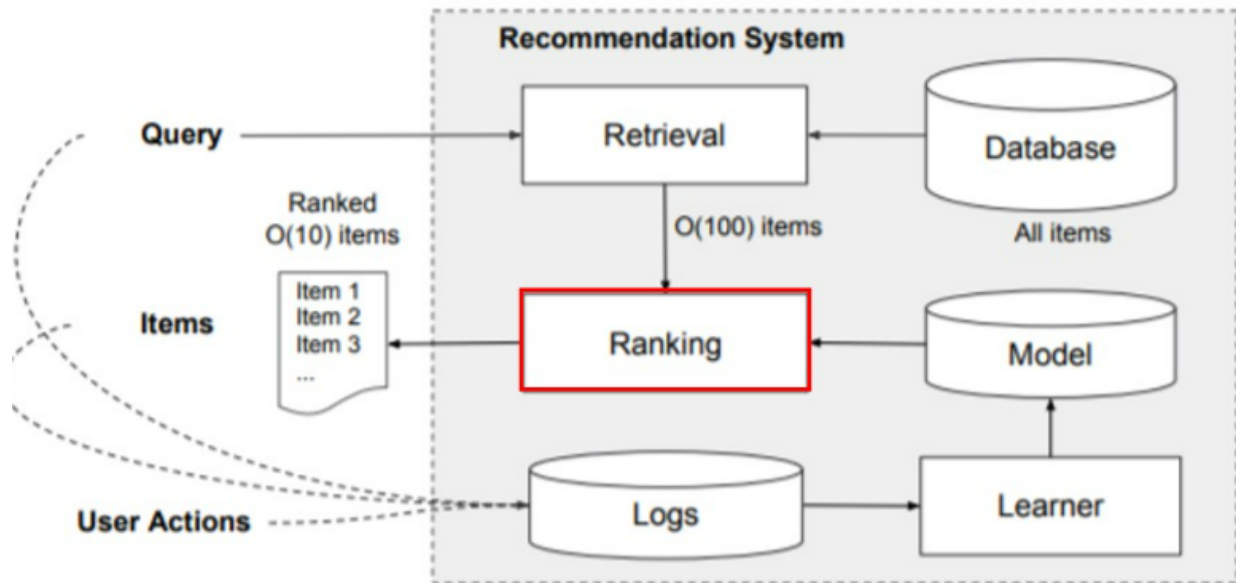 Recommendation System
Query
Retrieval
Database
Ranked
O(10) items
O(100) items
All items
Items
Item 1
Item 2
Item 3
...
Ranking
Model
User Actions
Logs
Learner